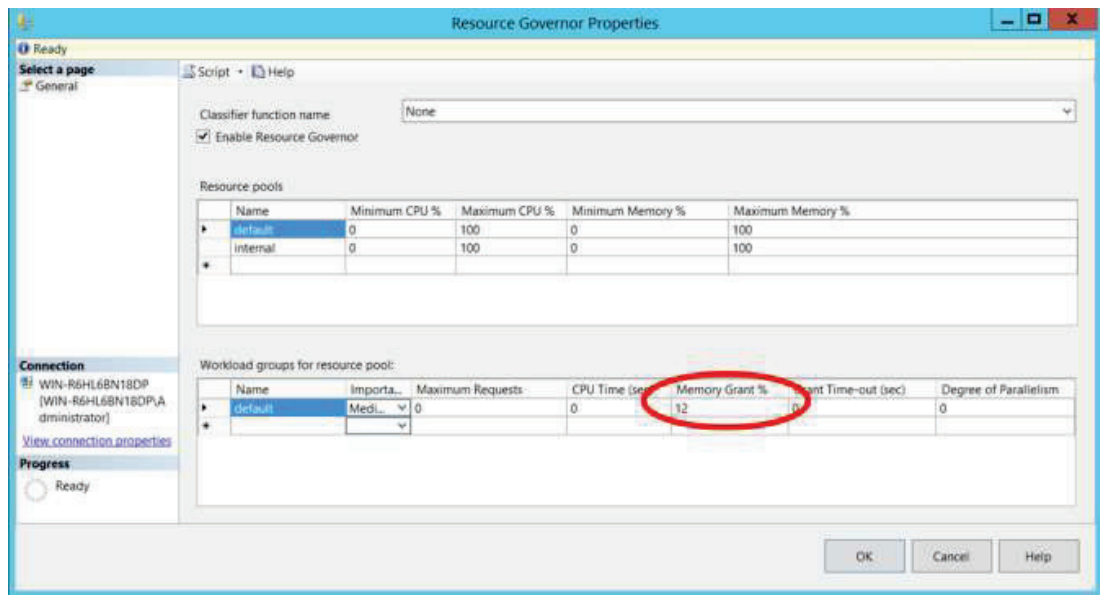 Resource Governor Properties
Ready
Select a page
General
Script Help
Classifier function name None
Enable Resource Governor
Resource pools
Name Minimum CPU % Maximum CPU % Minimum Memory % Maximum Memory %
default 0 100 0 100
internal 0 100 0 100
Workload groups for resource pool:
Name Importa... Maximum Requests CPU Time (sec Memory Grant % Grant Time-out (sec) Degree of Parallelism
default Medi... 0 0 12 0 0
Connection
WIN-R6HL6BN18DP
[WIN-R6HL6BN18DP\A
dministrator]
View connection properties
Progress
Ready
OK Cancel Help